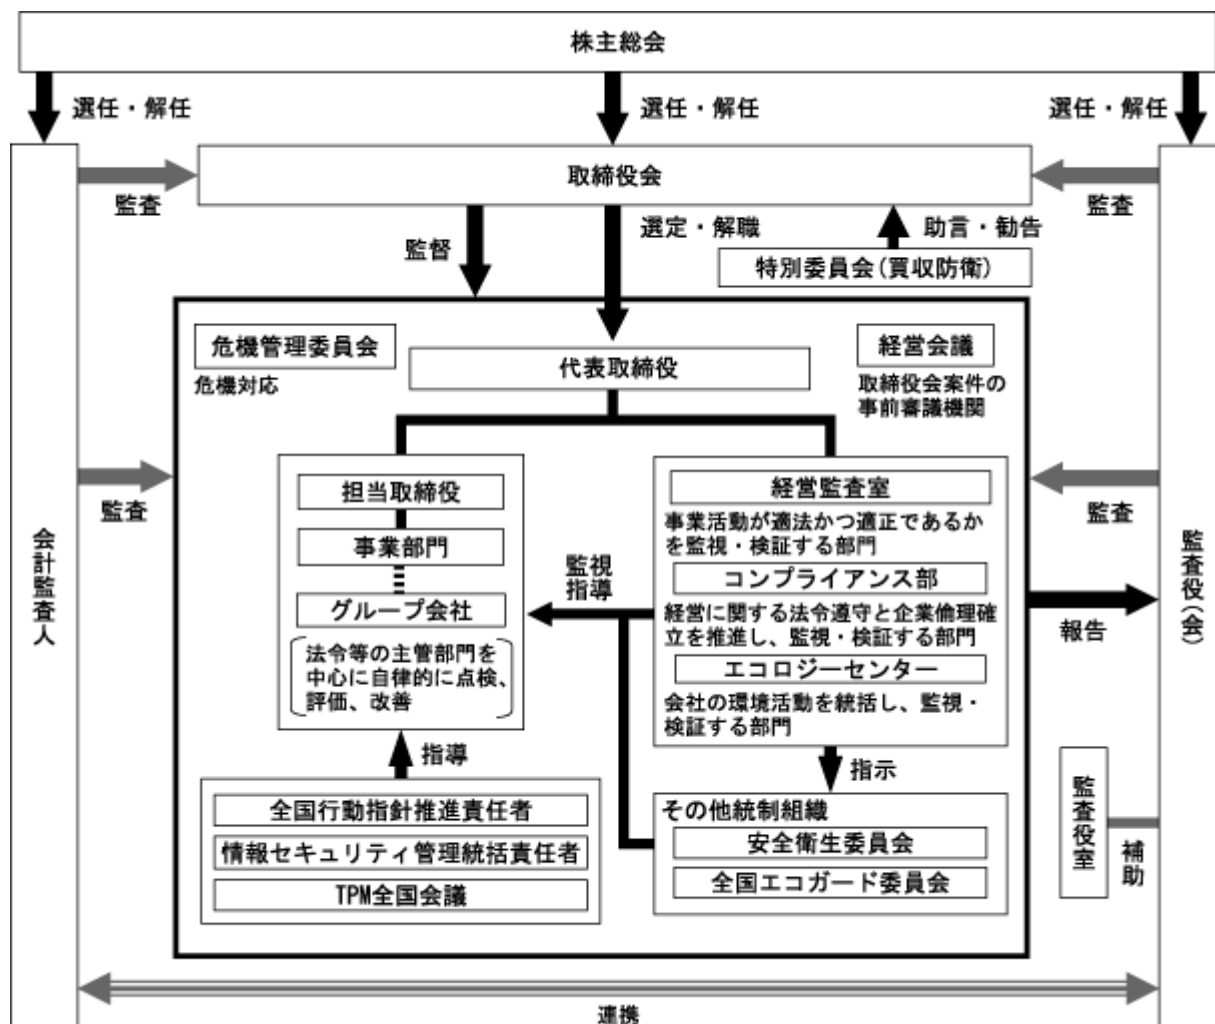 株主総会
選任・解任
選任・解任
選任・解任
取締役会
監査
監査
監督
選定・解職
助言・勧告
特別委員会(買収防衛)
危機管理委員会
危機対応
代表取締役
経営会議
取締役会案件の
事前審議機関
担当取締役
事業部門
グループ会社
法令等の主管部門を
中心に自律的に点検、
評価、改善
監視
指導
経営監査室
事業活動が適法かつ適正であるか
を監視・検証する部門
コンプライアンス部
経営に関する法令遵守と企業倫理確
立を推進し、監視・検証する部門
エコロジーセンター
会社の環境活動を統括し、監視・
検証する部門
監査
監査
会計監査人
監査役(会)
報告
指導
指示
全国行動指針推進責任者
情報セキュリティ管理統括責任者
TPM全国会議
その他統制組織
安全衛生委員会
全国エコガード委員会
監査役室
補助
連携